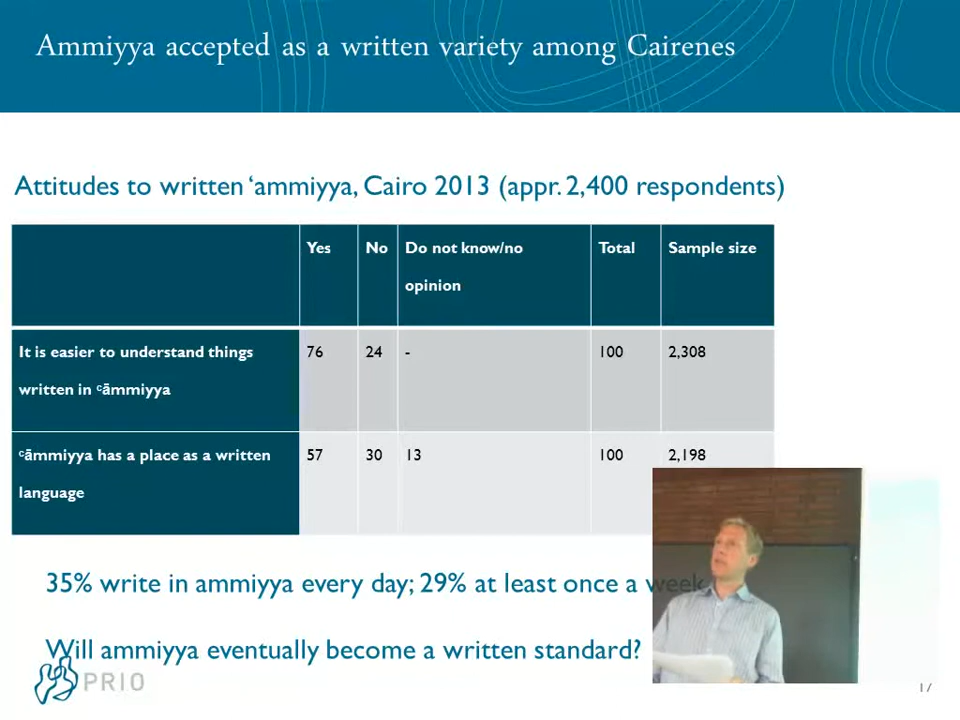 Ammiyya accepted as a written variety among Cairenes
Attitudes to written ‘ammiyya, Cairo 2013 (appr. 2,400 respondents)
Yes No Do not know/no opinion Total Sample size
It is easier to understand things written in ᶜāmmiyya 76 24 - 100 2,308
ᶜāmmiyya has a place as a written language 57 30 13 100 2,198
35% write in ammiyya every day; 29% at least once a week
Will ammiyya eventually become a written standard?
PRIO
17